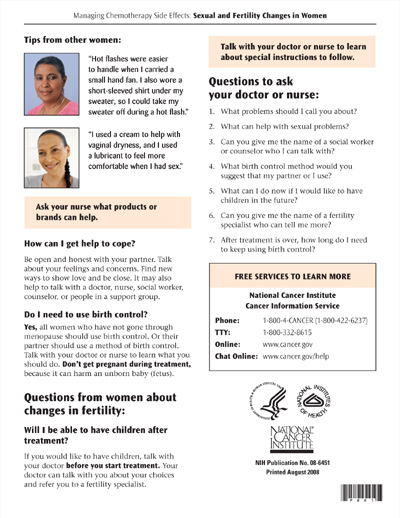 Managing Chemotherapy Side Effects: Sexual and Fertility Changes in Women
Tips from other women:
"Hot flashes were easier
to handle when I carried a
small hand fan. I also wore a
short-sleeved shirt under my
sweater, so I could take my
sweater off during a hot flash."
"I used a cream to help with
vaginal dryness, and I used
a lubricant to feel more
comfortable when I had sex."
Ask your nurse what products or
brands can help.
How can I get help to cope?
Be open and honest with your partner. Talk
about your feelings and concerns. Find new
ways to show love and be close. It may also
help to talk with a doctor, nurse, social worker,
counselor, or people in a support group.
Do I need to use birth control?
Yes, all women who have not gone through
menopause should use birth control. Or their
partner should use a method of birth control.
Talk with your doctor or nurse to learn what you
should do. Don't get pregnant during treatment,
because it can harm an unborn baby (fetus).
Questions from women about
changes in fertility:
Will I be able to have children after
treatment?
If you would like to have children, talk with
your doctor before you start treatment. Your
doctor can talk with you about your choices
and refer you to a fertility specialist.
Talk with your doctor or nurse to learn
about special instructions to follow.
Questions to ask
your doctor or nurse:
1. What problems should I call you about?
2. What can help with sexual problems?
3. Can you give me the name of a social worker
or counselor who I can talk with?
4. What birth control method would you
suggest that my partner or I use?
5. What can I do now if I would like to have
children in the future?
6. Can you give me the name of a fertility
specialist who can tell me more?
7. After treatment is over, how long do I need
to keep using birth control?
FREE SERVICES TO LEARN MORE
National Cancer Institute
Cancer Information Service
Phone: 1-800-4-CANCER (1-800-422-6237)
TTY: 1-800-332-8615
Online: www.cancer.gov
Chat Online: www.cancer.gov/help
NATIONAL INSTITUTES
OF HEALTH
NATIONAL
CANCER
INSTITUTE
NIH Publication No. 08-6451
Printed August 2008